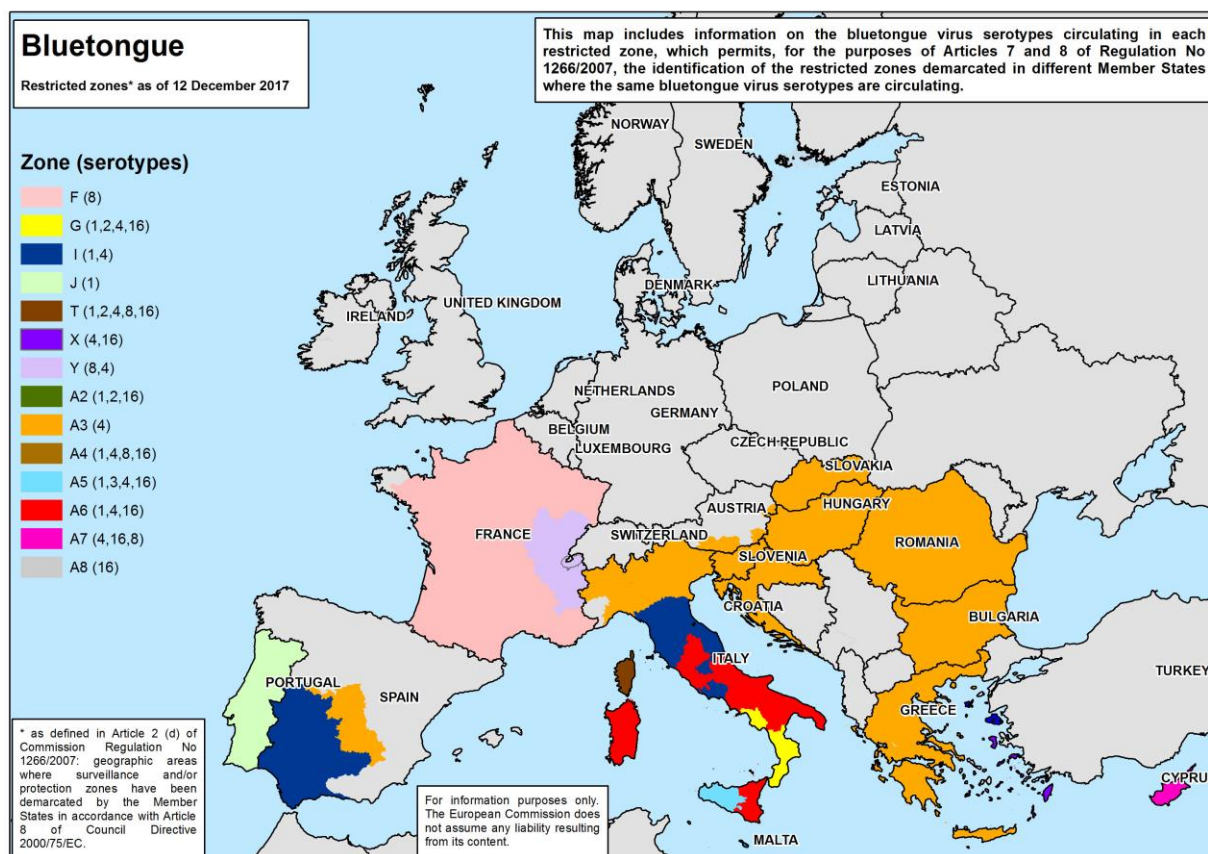 Bluetongue
Restricted zones* as of 12 December 2017
This map includes information on the bluetongue virus serotypes circulating in each
restricted zone, which permits, for the purposes of Articles 7 and 8 of Regulation No
1266/2007, the identification of the restricted zones demarcated in different Member States
where the same bluetongue virus serotypes are circulating.
Zone (serotypes)
F (8)
G (1,2,4,16)
I (1,4)
J (1)
T (1,2,4,8,16)
X (4,16)
Y (8,4)
A2 (1,2,16)
A3 (4)
A4 (1,4,8,16)
A5 (1,3,4,16)
A6 (1,4,16)
A7 (4,16,8)
A8 (16)
NORWAY
SWEDEN
ESTONIA
LATVIA
LITHUANIA
DENMARK
UNITED KINGDOM
IRELAND
NETHERLANDS
POLAND
GERMANY
BELGIUM
LUXEMBOURG
CZECH REPUBLIC
SLOVAKIA
AUSTRIA
HUNGARY
FRANCE
SWITZERLAND
ROMANIA
SLOVENIA
CROATIA
BULGARIA
ITALY
TURKEY
PORTUGAL
SPAIN
GREECE
CYPRU
MALTA
* as defined in Article 2 (d) of
Commission Regulation No
1266/2007: geographic areas
where surveillance and/or
protection zones have been
demarcated by the Member
States in accordance with Article
8 of Council Directive
2000/75/EC.
For information purposes only.
The European Commission does
not assume any liability resulting
from its content.